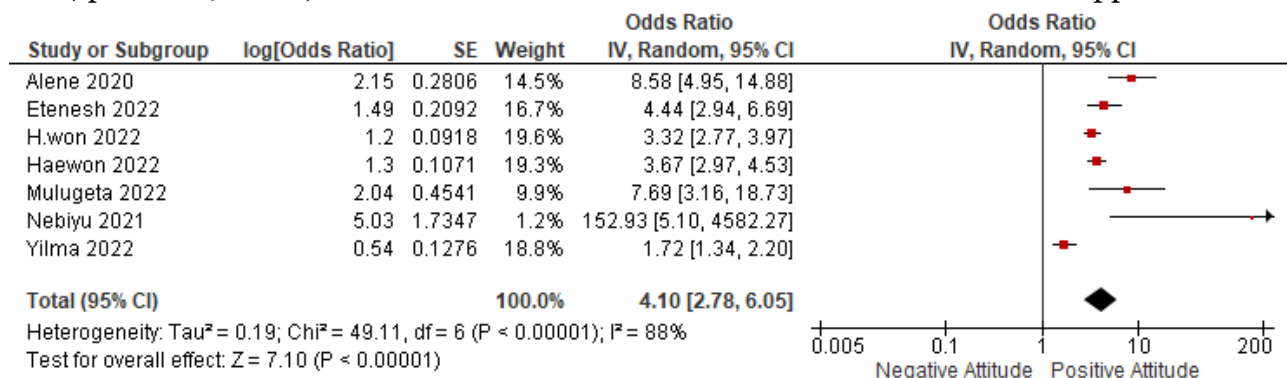 Odds Ratio Odds Ratio
Study or Subgroup log[Odds Ratio] SE Weight IV, Random, 95% CI IV, Random, 95% CI
Alene 2020 2.15 0.2806 14.5% 8.58 [4.95, 14.88]
Etenesh 2022 1.49 0.2092 16.7% 4.44 [2.94, 6.69]
H.won 2022 1.2 0.0918 19.6% 3.32 [2.77, 3.97]
Haewon 2022 1.3 0.1071 19.3% 3.67 [2.97, 4.53]
Mulugeta 2022 2.04 0.4541 9.9% 7.69 [3.16, 18.73]
Nebiyu 2021 5.03 1.7347 1.2% 152.93 [5.10, 4582.27]
Yilma 2022 0.54 0.1276 18.8% 1.72 [1.34, 2.20]
Total (95% CI) 100.0% 4.10 [2.78, 6.05]
Heterogeneity: Tau² = 0.19; Chi² = 49.11, df = 6 (P < 0.00001); I² = 88%
Test for overall effect: Z = 7.10 (P < 0.00001)
0.005 0.1 1 10 200
Negative Attitude Positive Attitude